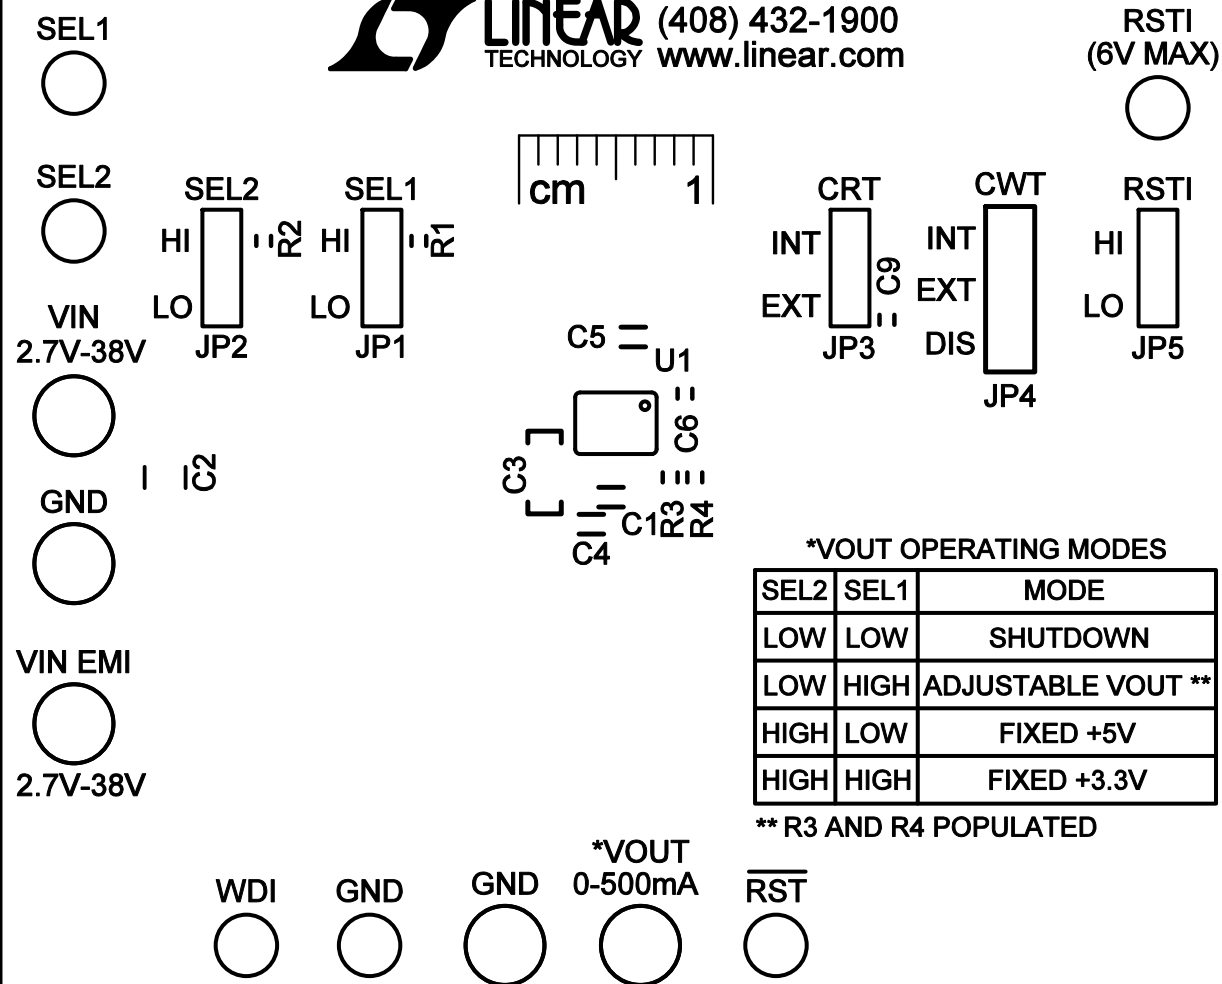 SEL1
LINEAR
TECHNOLOGY
(408) 432-1900
www.linear.com
RSTI
(6V MAX)
SEL2
SEL2
HI
LO
JP2
R2
SEL1
HI
LO
JP1
R1
cm 1
CRT
INT
EXT
JP3
C9
CWT
INT
EXT
DIS
JP4
RSTI
HI
LO
JP5
VIN
2.7V-38V
C5
U1
C6
C3
C2
GND
C1
R3
R4
C4
*VOUT OPERATING MODES
SEL2 SEL1 MODE
LOW LOW SHUTDOWN
LOW HIGH ADJUSTABLE VOUT **
HIGH LOW FIXED +5V
HIGH HIGH FIXED +3.3V
** R3 AND R4 POPULATED
VIN EMI
2.7V-38V
WDI
GND
GND
*VOUT
0-500mA
RST